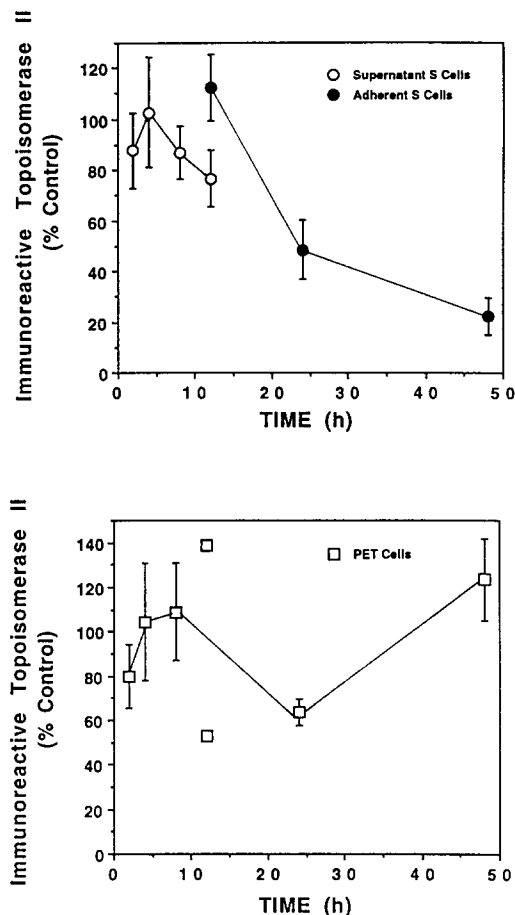 Immunoreactive Topoisomerase II
(% Control)
120
100
80
60
40
20
0
Supernatant S Cells
Adherent S Cells
0 10 20 30 40 50
TIME (h)
Immunoreactive Topoisomerase II
(% Control)
140
120
100
80
60
40
20
0
PET Cells
0 10 20 30 40 50
TIME (h)